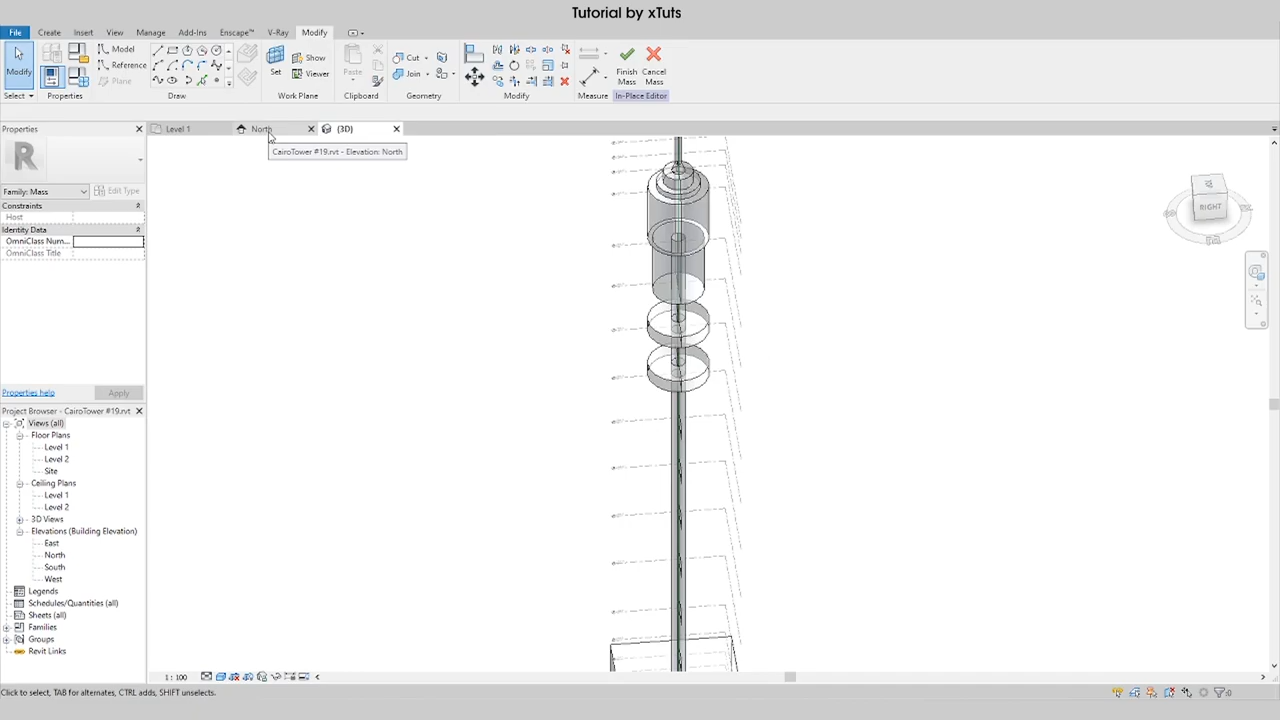 Tutorial by xTuts
File Create Insert View Manage Add-Ins Enscape™ V-Ray Modify
Modify Model Reference Plane Set Show Viewer Paste Cut Join Finish Mass Cancel Mass
Select Properties Draw Work Plane Clipboard Geometry Modify Measure In-Place Editor
Properties Level 1 North (3D)
CairoTower #19.rvt - Elevation: North
R
Family: Mass Edit Type
Constraints
Host
Identity Data
OmniClass Num...
OmniClass Title
RIGHT
Properties help Apply
Project Browser - CairoTower #19.rvt
Views (all)
Floor Plans
Level 1
Level 2
Site
Ceiling Plans
Level 1
Level 2
3D Views
Elevations (Building Elevation)
East
North
South
West
Legends
Schedules/Quantities (all)
Sheets (all)
Families
Groups
Revit Links
1 : 100
Click to select, TAB for alternates, CTRL adds, SHIFT unselects.
:0